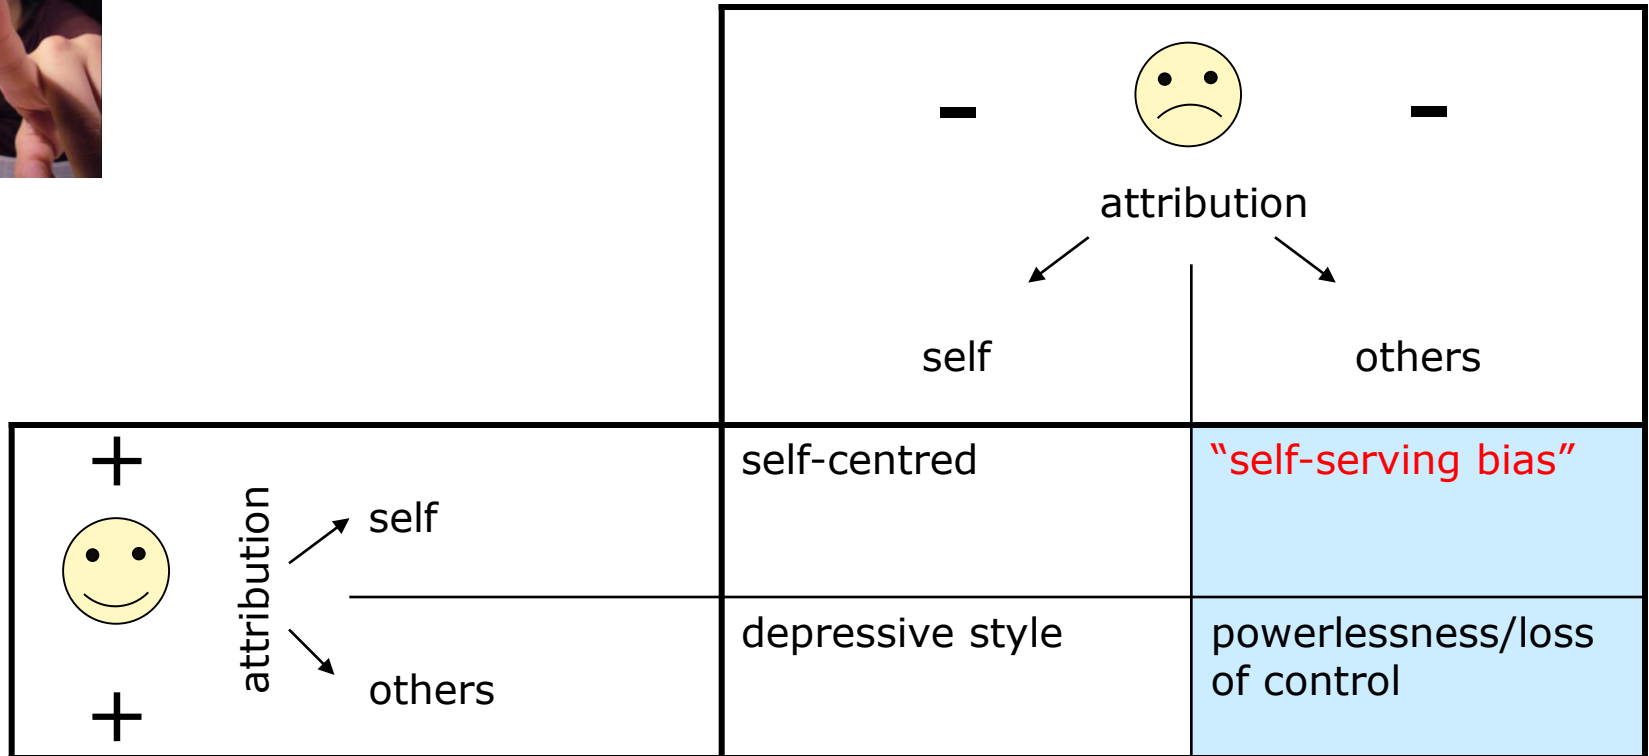 -
-
attribution
self
others
+
attribution
self
others
+
self-centred
“self-serving bias”
depressive style
powerlessness/loss
of control